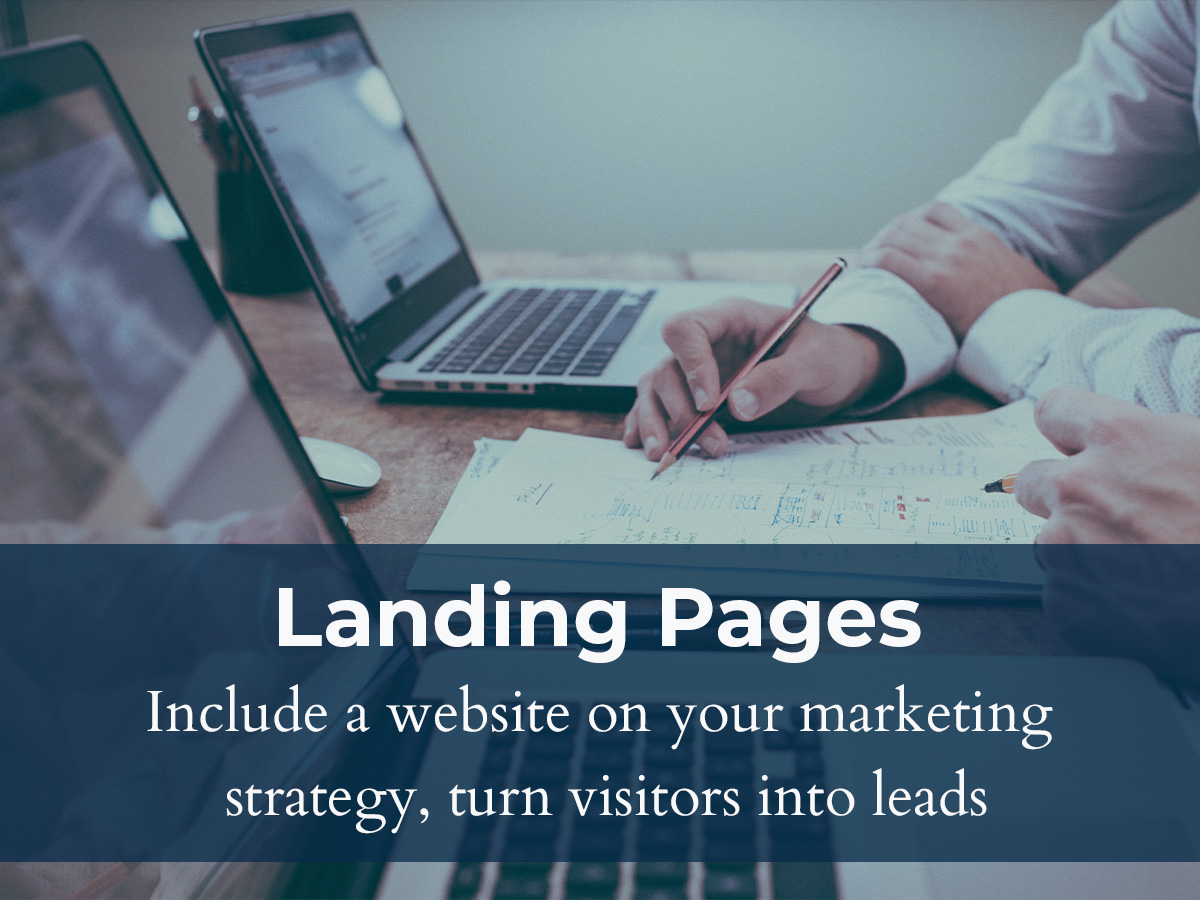 Landing Pages
Include a website on your marketing
strategy, turn visitors into leads